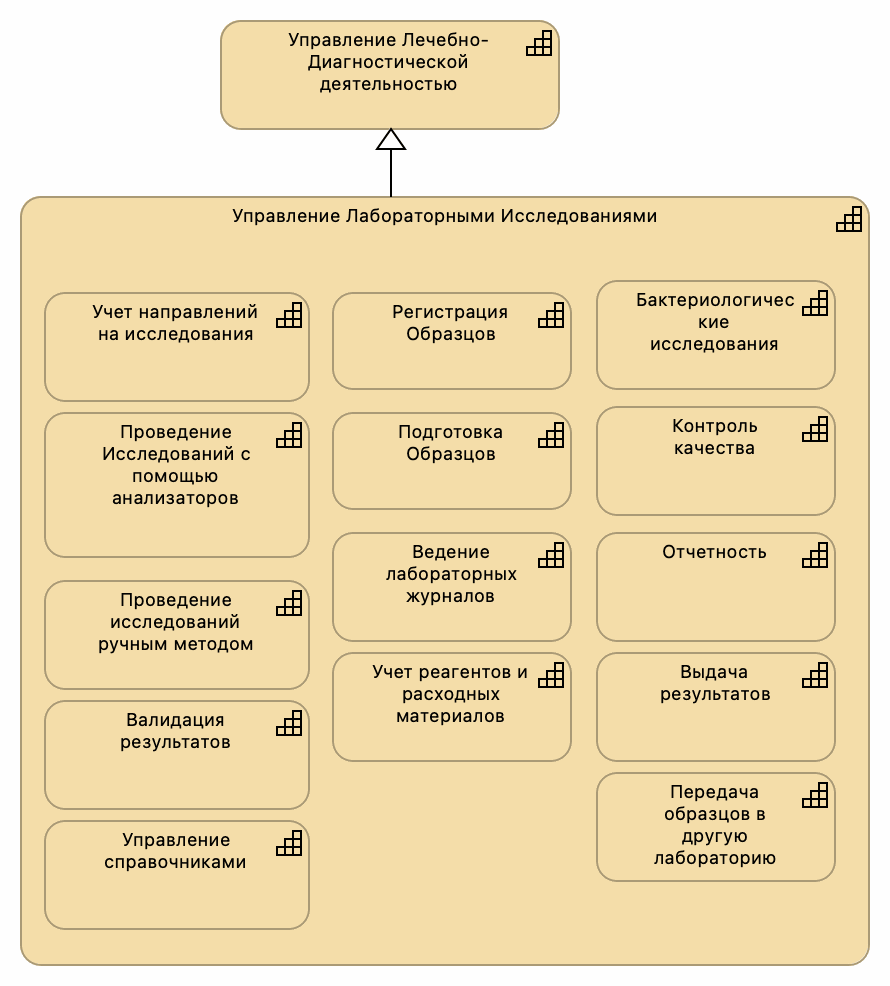 Управление Лечебно-
Диагностической
деятельностью
Управление Лабораторными Исследованиями
Учет направлений
на исследования
Проведение
Исследований с
помощью
анализаторов
Проведение
исследований
ручным методом
Валидация
результатов
Управление
справочниками
Регистрация
Образцов
Подготовка
Образцов
Ведение
лабораторных
журналов
Учет реагентов и
расходных
материалов
Бактериологичес
кие
исследования
Контроль
качества
Отчетность
Выдача
результатов
Передача
образцов в
другую
лабораторию